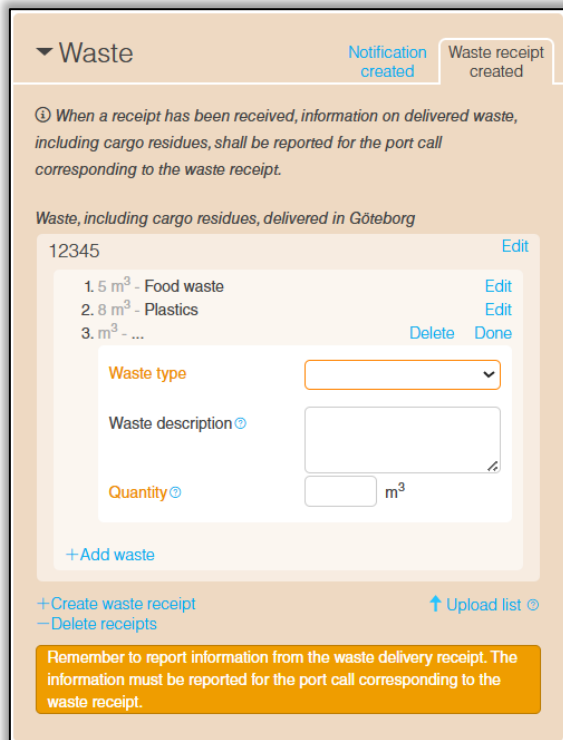 Waste
Notification
created
Waste receipt
created
When a receipt has been received, information on delivered waste,
including cargo residues, shall be reported for the port call
corresponding to the waste receipt.
Waste, including cargo residues, delivered in Göteborg
12345 Edit
1. 5 m³ - Food waste Edit
2. 8 m³ - Plastics Edit
3. m³ - ... Delete Done
Waste type
Waste description
Quantity m³
+Add waste
+Create waste receipt Upload list
−Delete receipts
Remember to report information from the waste delivery receipt. The
information must be reported for the port call corresponding to the
waste receipt.